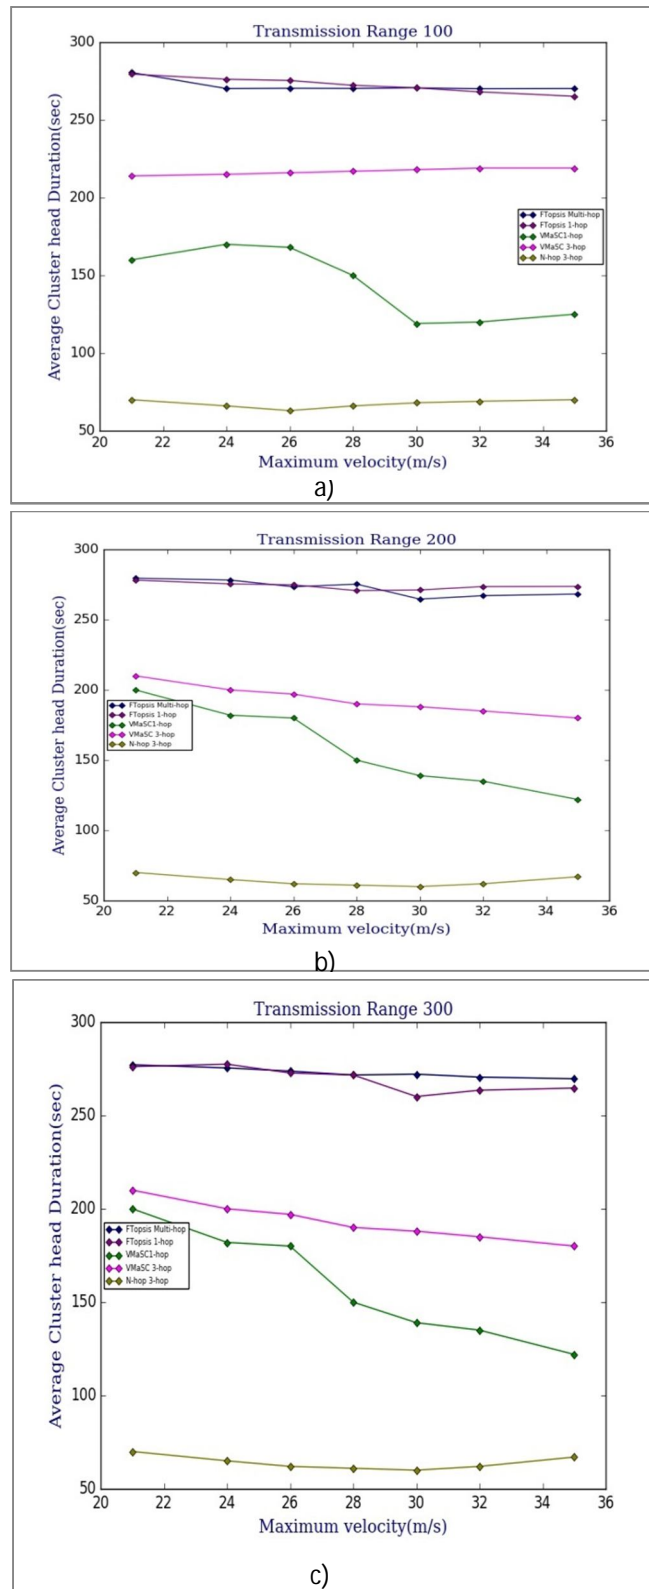 Transmission Range 100
Average Cluster head Duration(sec)
300
250
200
150
100
50
FTopsis Multi-hop
FTopsis 1-hop
VMaSC1-hop
VMaSC 3-hop
N-hop 3-hop
20 22 24 26 28 30 32 34 36
Maximum velocity(m/s)
a)
Transmission Range 200
Average Cluster head Duration(sec)
300
250
200
150
100
50
FTopsis Multi-hop
FTopsis 1-hop
VMaSC1-hop
VMaSC 3-hop
N-hop 3-hop
20 22 24 26 28 30 32 34 36
Maximum velocity(m/s)
b)
Transmission Range 300
Average Cluster head Duration(sec)
300
250
200
150
100
50
FTopsis Multi-hop
FTopsis 1-hop
VMaSC1-hop
VMaSC 3-hop
N-hop 3-hop
20 22 24 26 28 30 32 34 36
Maximum velocity(m/s)
c)